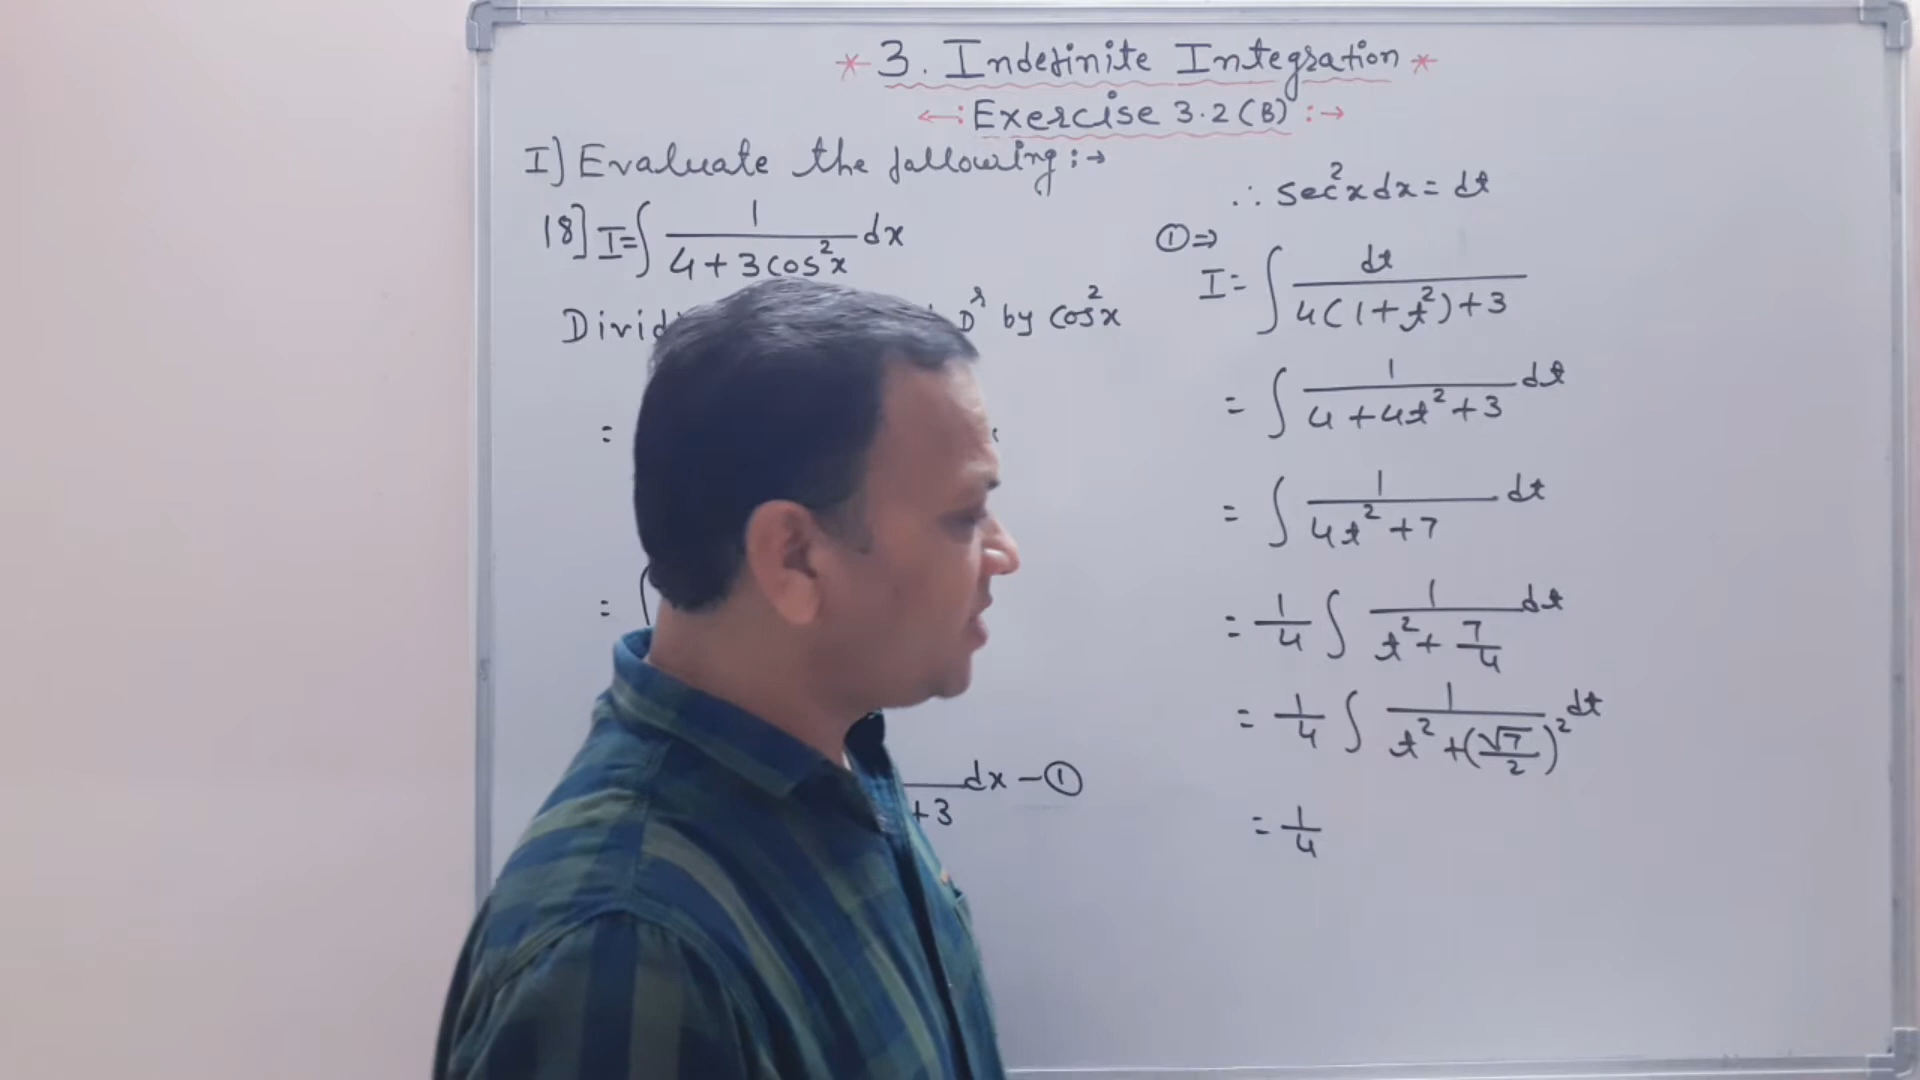 * 3. Indefinite Integration *
←: Exercise 3.2 (B) :→
I] Evaluate the following :→
18] I = ∫ 1/(4 + 3cos²x) dx
D^r by cos²x
=
=
dx - ①
+3
∴ sec²x dx = dt
① ⇒
I = ∫ dt/(4(1+t²)+3)
= ∫ 1/(4+4t²+3) dt
= ∫ 1/(4t²+7) dt
= 1/4 ∫ 1/(t² + 7/4) dt
= 1/4 ∫ 1/(t² + (√7/2)²) dt
= 1/4